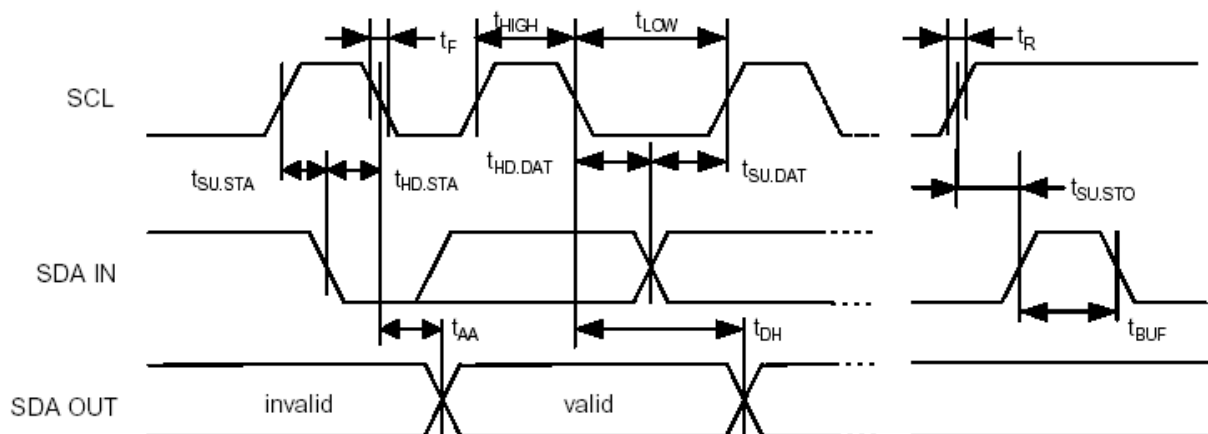 tF
tHIGH
tLOW
tR
SCL
tSU.STA
tHD.STA
tHD.DAT
tSU.DAT
tSU.STO
SDA IN
tAA
tDH
tBUF
SDA OUT
invalid
valid